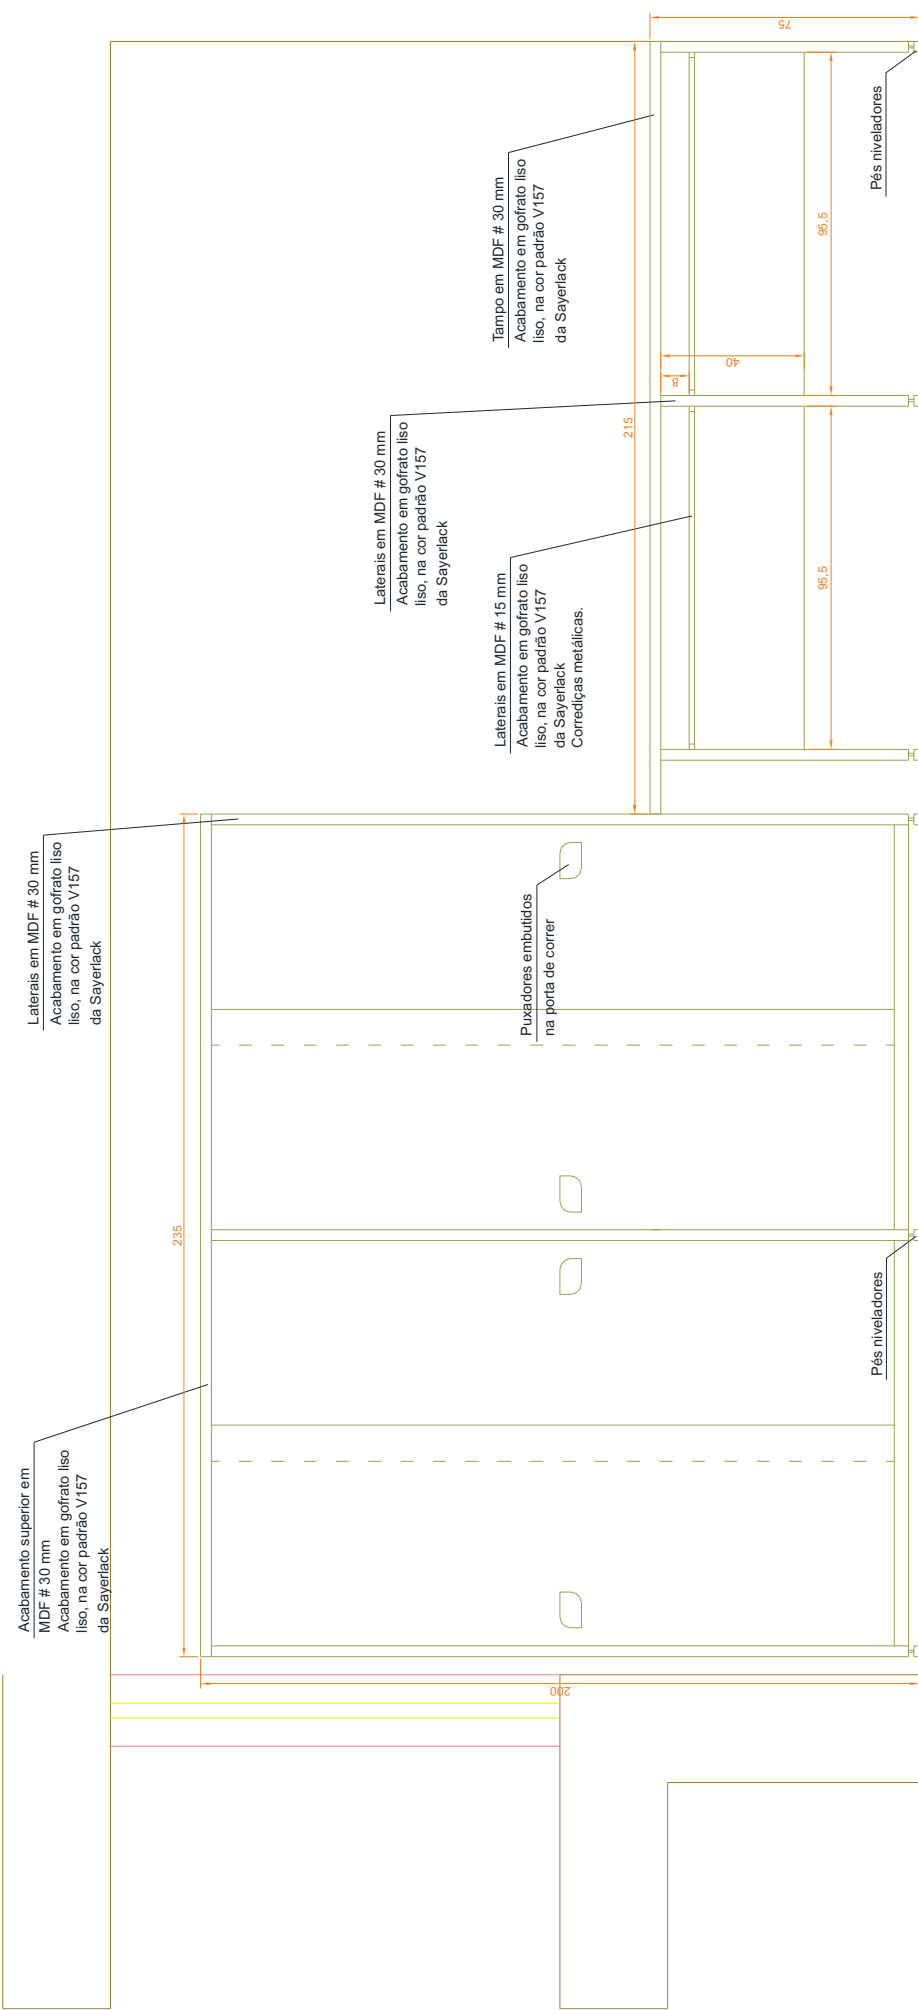 Acabamento superior em
MDF # 30 mm
Acabamento em gofrato liso
liso, na cor padrão V157
da Sayerlack
Laterais em MDF # 30 mm
Acabamento em gofrato liso
liso, na cor padrão V157
da Sayerlack
235
200
Puxadores embutidos
na porta de correr
Pés niveladores
Laterais em MDF # 30 mm
Acabamento em gofrato liso
liso, na cor padrão V157
da Sayerlack
Laterais em MDF # 15 mm
Acabamento em gofrato liso
liso, na cor padrão V157
da Sayerlack
Corrediças metálicas.
Tampo em MDF # 30 mm
Acabamento em gofrato liso
liso, na cor padrão V157
da Sayerlack
215
8
40
95,5
95,5
75
Pés niveladores